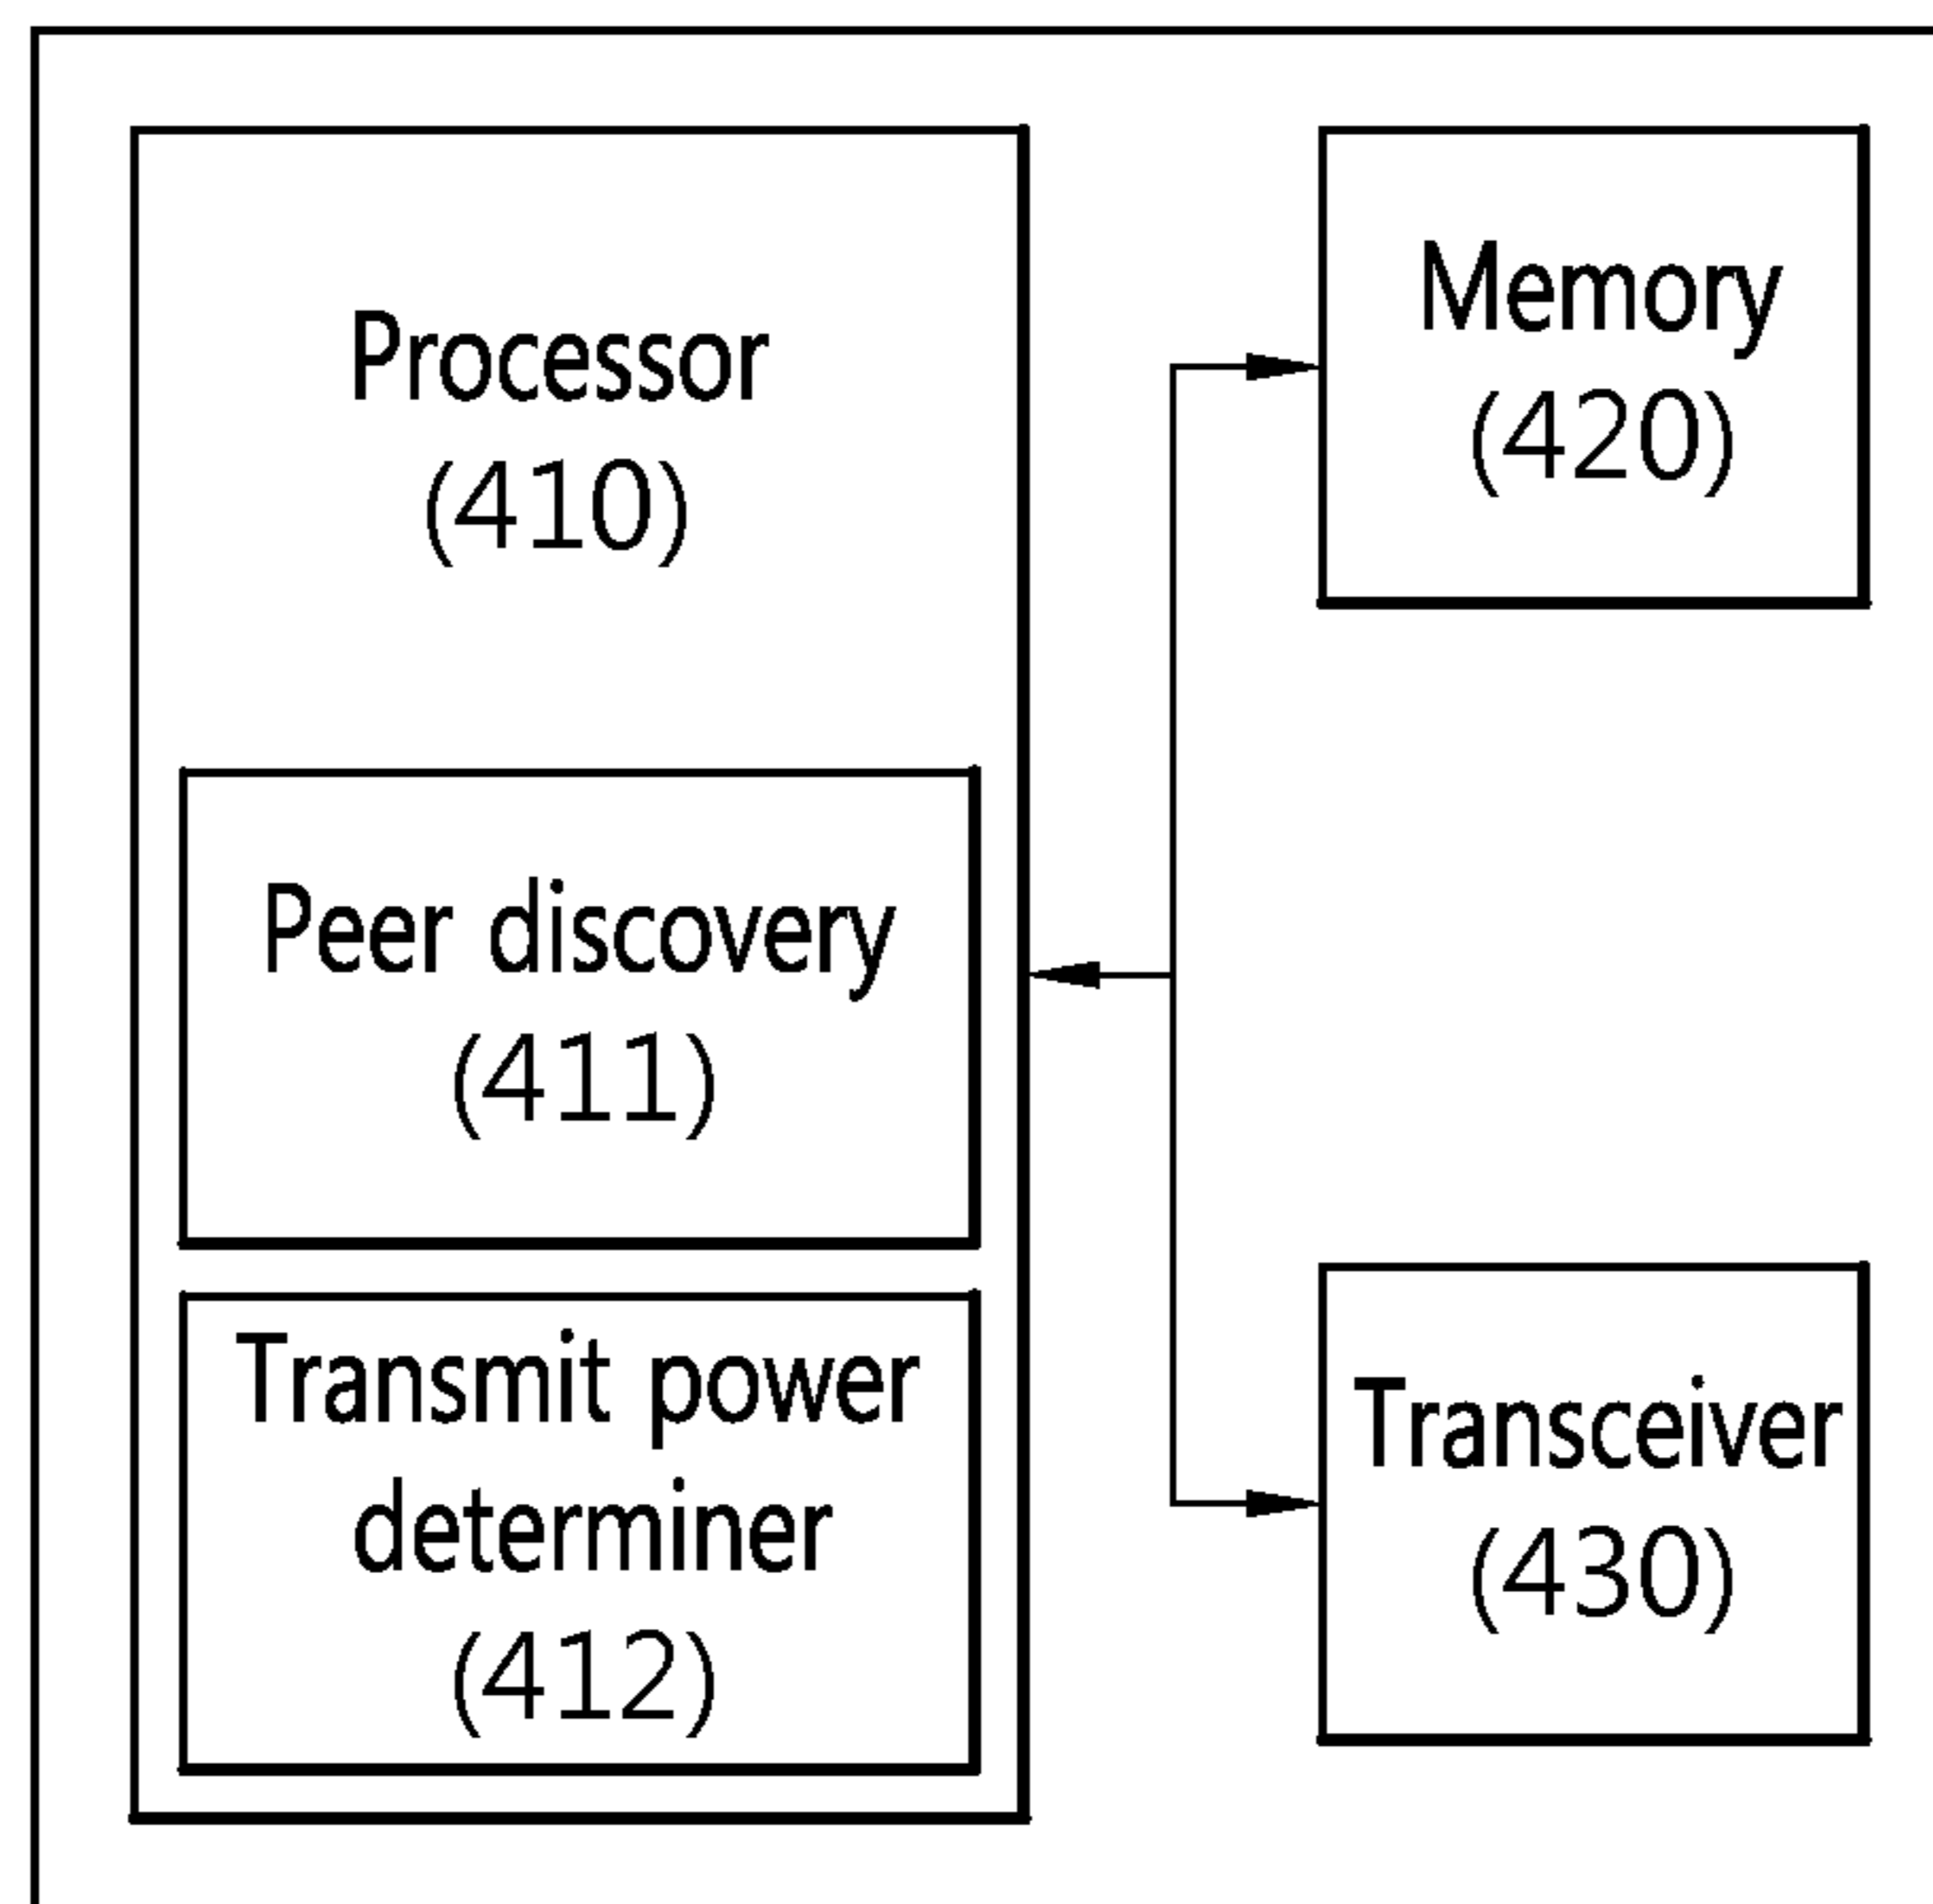 Processor
(410)
Peer discovery
(411)
Transmit power
determiner
(412)
Memory
(420)
Transceiver
(430)